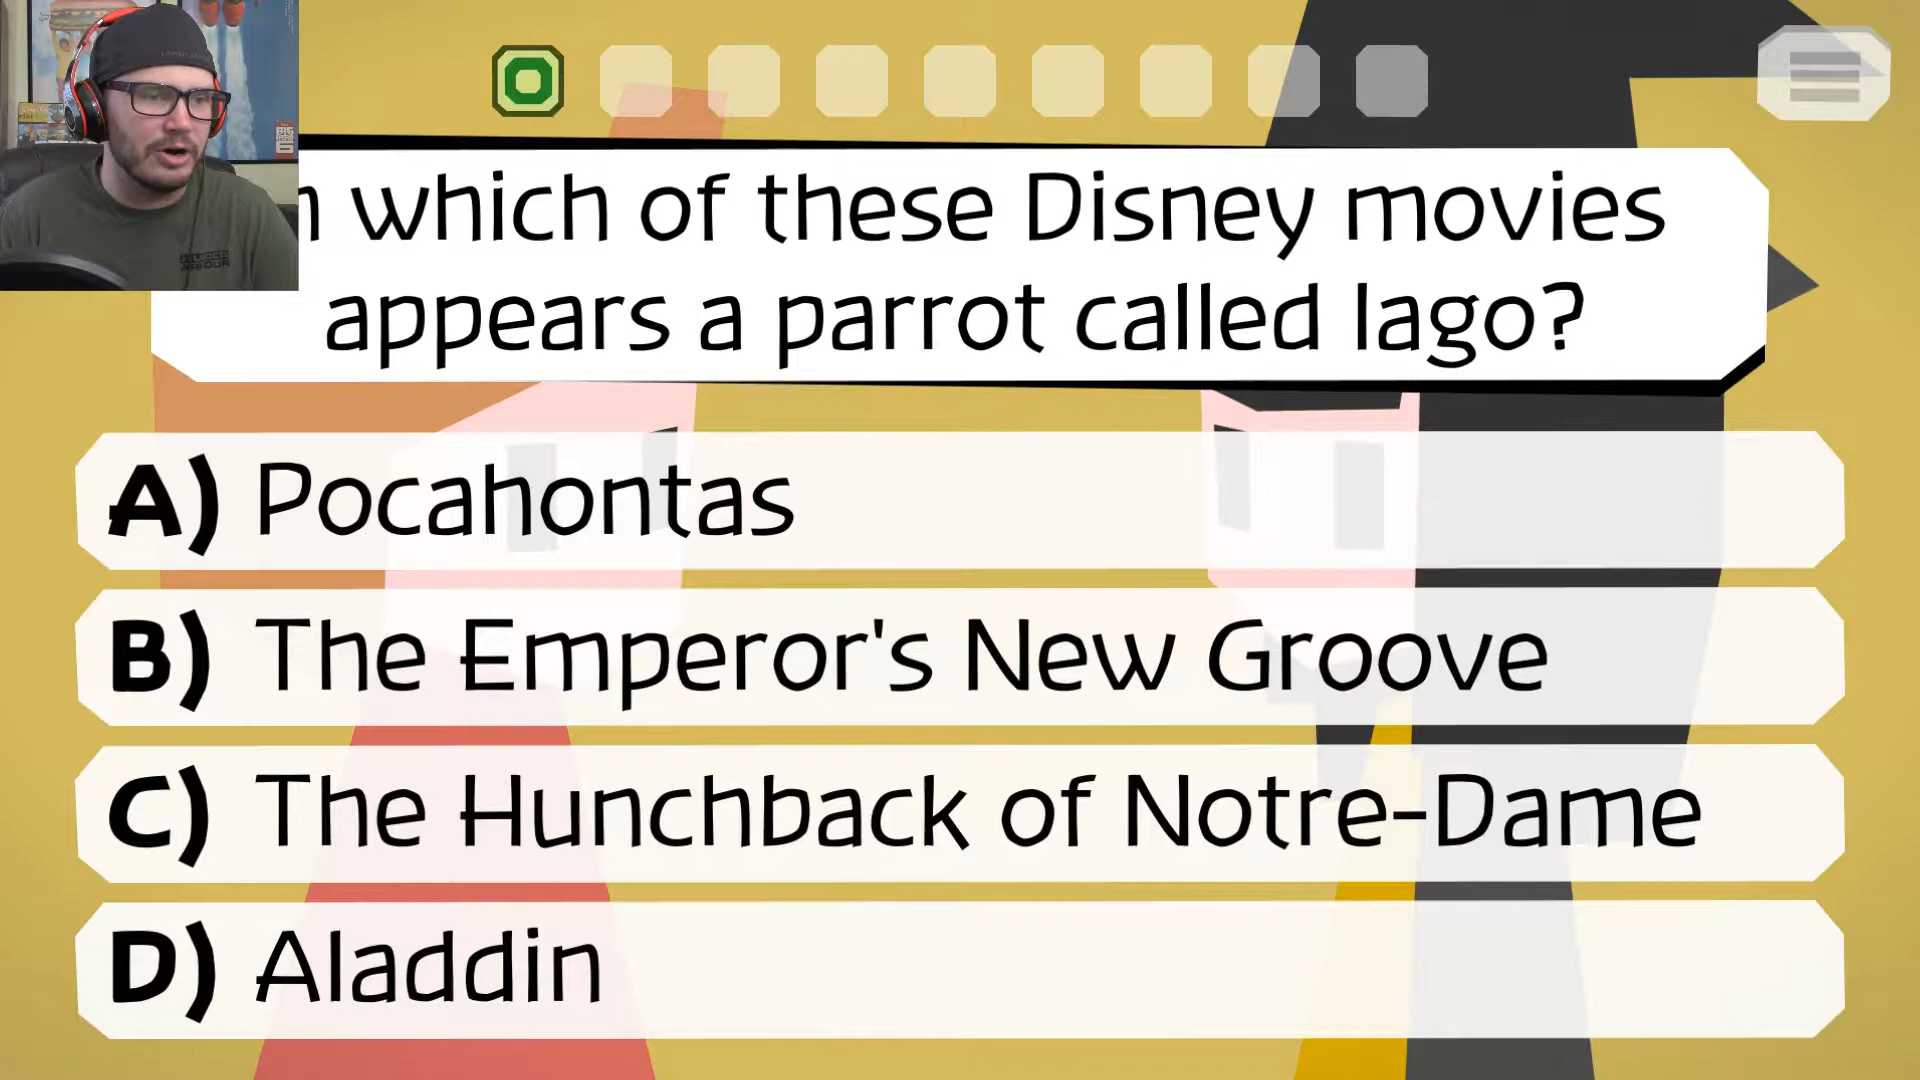 which of these Disney movies
appears a parrot called Iago?
A) Pocahontas
B) The Emperor's New Groove
C) The Hunchback of Notre-Dame
D) Aladdin